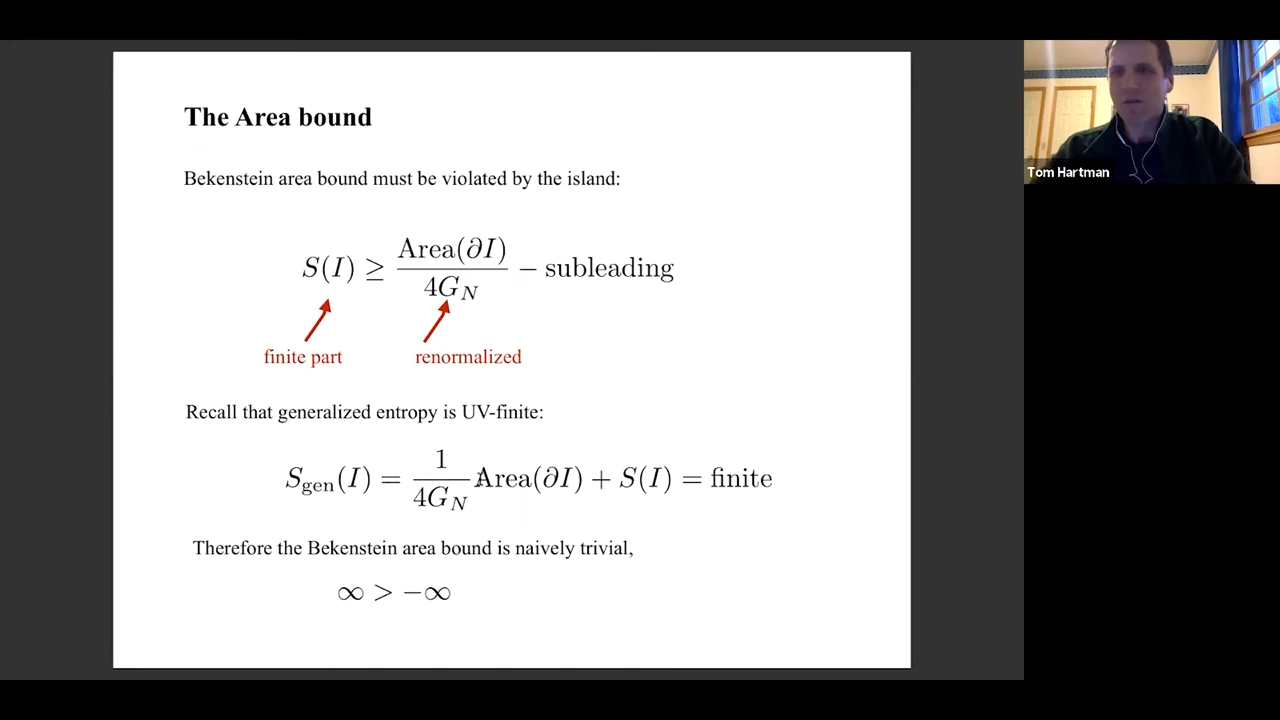 The Area bound
Bekenstein area bound must be violated by the island:
S(I) ≥ Area(∂I) / 4G_N − subleading
finite part
renormalized
Recall that generalized entropy is UV-finite:
S_gen(I) = 1 / 4G_N Area(∂I) + S(I) = finite
Therefore the Bekenstein area bound is naively trivial,
∞ > −∞
Tom Hartman